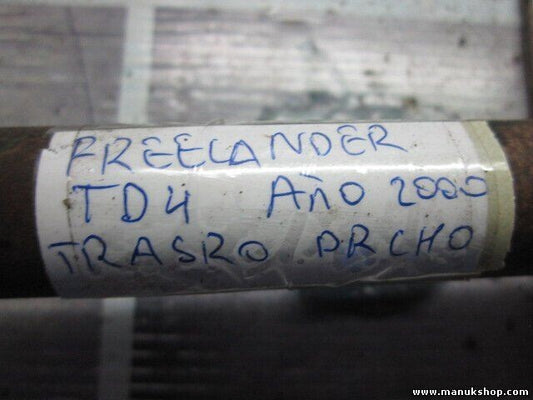 FREELANDER
TD4 AÑO 2000
TRASRO DRCHO
www.manukshop.com